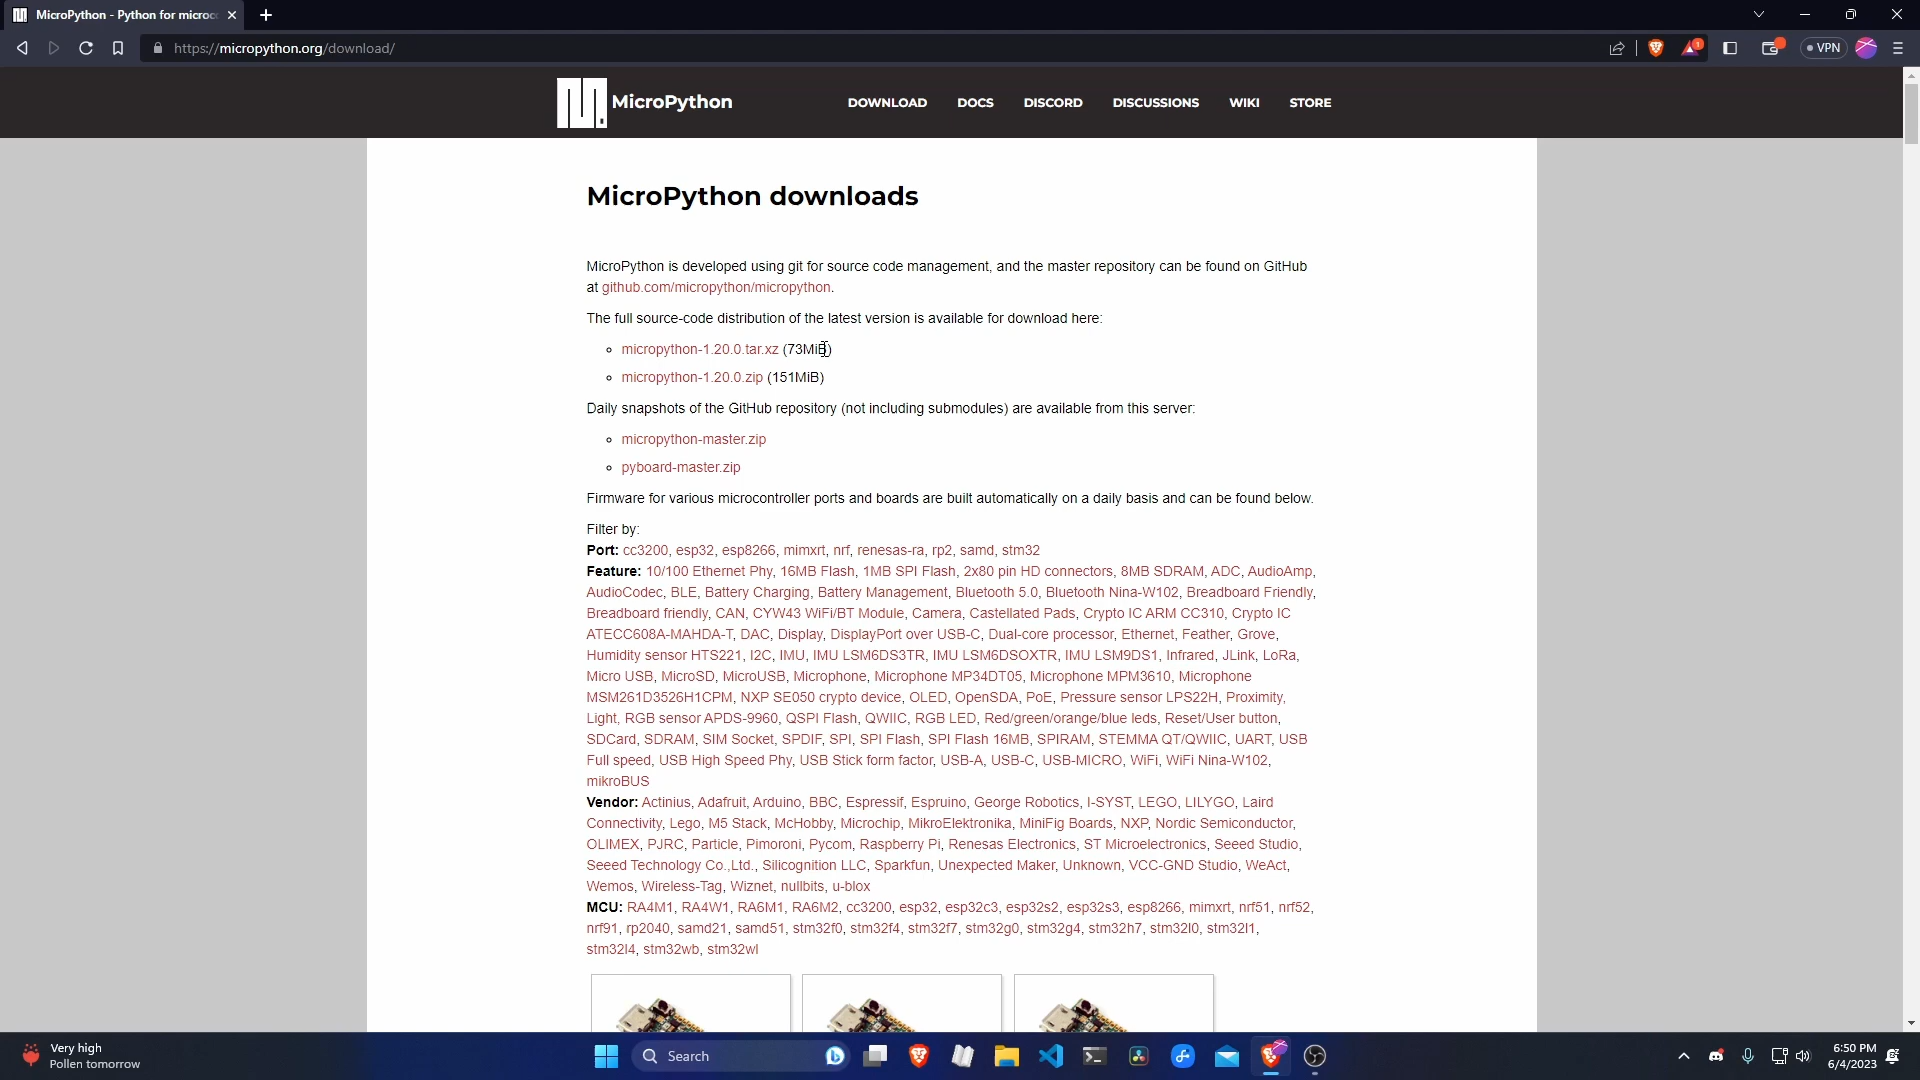 MicroPython - Python for microc
https://micropython.org/download/
1
VPN
MicroPython
DOWNLOAD
DOCS
DISCORD
DISCUSSIONS
WIKI
STORE
MicroPython downloads
MicroPython is developed using git for source code management, and the master repository can be found on GitHub
at github.com/micropython/micropython.
The full source-code distribution of the latest version is available for download here:
micropython-1.20.0.tar.xz (73MiB)
micropython-1.20.0.zip (151MiB)
Daily snapshots of the GitHub repository (not including submodules) are available from this server:
micropython-master.zip
pyboard-master.zip
Firmware for various microcontroller ports and boards are built automatically on a daily basis and can be found below.
Filter by:
Port: cc3200, esp32, esp8266, mimxrt, nrf, renesas-ra, rp2, samd, stm32
Feature: 10/100 Ethernet Phy, 16MB Flash, 1MB SPI Flash, 2x80 pin HD connectors, 8MB SDRAM, ADC, AudioAmp,
AudioCodec, BLE, Battery Charging, Battery Management, Bluetooth 5.0, Bluetooth Nina-W102, Breadboard Friendly,
Breadboard friendly, CAN, CYW43 WiFi/BT Module, Camera, Castellated Pads, Crypto IC ARM CC310, Crypto IC
ATECC608A-MAHDA-T, DAC, Display, DisplayPort over USB-C, Dual-core processor, Ethernet, Feather, Grove,
Humidity sensor HTS221, I2C, IMU, IMU LSM6DS3TR, IMU LSM6DSOXTR, IMU LSM9DS1, Infrared, JLink, LoRa,
Micro USB, MicroSD, MicroUSB, Microphone, Microphone MP34DT05, Microphone MPM3610, Microphone
MSM261D3526H1CPM, NXP SE050 crypto device, OLED, OpenSDA, PoE, Pressure sensor LPS22H, Proximity,
Light, RGB sensor APDS-9960, QSPI Flash, QWIIC, RGB LED, Red/green/orange/blue leds, Reset/User button,
SDCard, SDRAM, SIM Socket, SPDIF, SPI, SPI Flash, SPI Flash 16MB, SPIRAM, STEMMA QT/QWIIC, UART, USB
Full speed, USB High Speed Phy, USB Stick form factor, USB-A, USB-C, USB-MICRO, WiFi, WiFi Nina-W102,
mikroBUS
Vendor: Actinius, Adafruit, Arduino, BBC, Espressif, Espruino, George Robotics, I-SYST, LEGO, LILYGO, Laird
Connectivity, Lego, M5 Stack, McHobby, Microchip, MikroElektronika, MiniFig Boards, NXP, Nordic Semiconductor,
OLIMEX, PJRC, Particle, Pimoroni, Pycom, Raspberry Pi, Renesas Electronics, ST Microelectronics, Seeed Studio,
Seeed Technology Co.,Ltd., Silicognition LLC, Sparkfun, Unexpected Maker, Unknown, VCC-GND Studio, WeAct,
Wemos, Wireless-Tag, Wiznet, nullbits, u-blox
MCU: RA4M1, RA4W1, RA6M1, RA6M2, cc3200, esp32, esp32c3, esp32s2, esp32s3, esp8266, mimxrt, nrf51, nrf52,
nrf91, rp2040, samd21, samd51, stm32f0, stm32f4, stm32f7, stm32g0, stm32g4, stm32h7, stm32l0, stm32l1,
stm32l4, stm32wb, stm32wl
Very high
Pollen tomorrow
Search
6:50 PM
6/4/2023